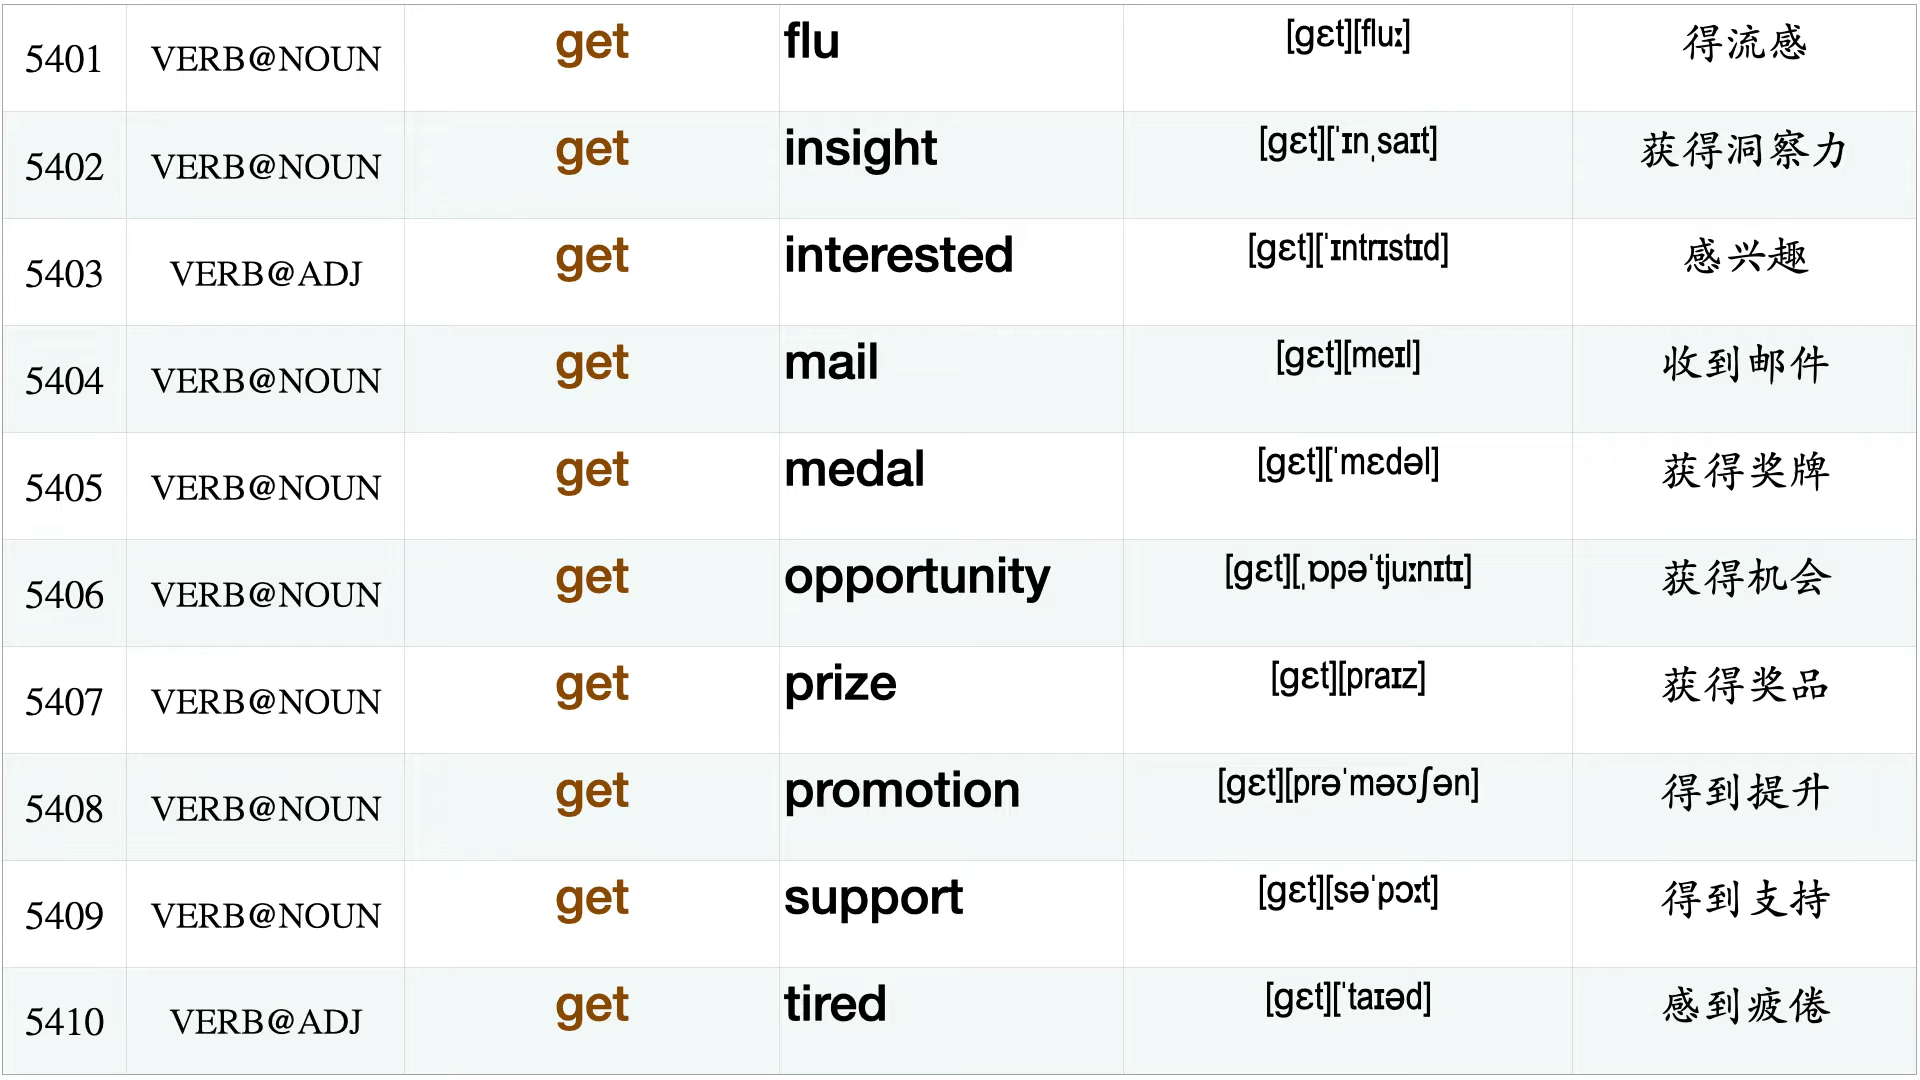 5401 VERB@NOUN get flu [gɛt][fluː] 得流感
5402 VERB@NOUN get insight [gɛt][ˈɪnˌsaɪt] 获得洞察力
5403 VERB@ADJ get interested [gɛt][ˈɪntrɪstɪd] 感兴趣
5404 VERB@NOUN get mail [gɛt][meɪl] 收到邮件
5405 VERB@NOUN get medal [gɛt][ˈmɛdəl] 获得奖牌
5406 VERB@NOUN get opportunity [gɛt][ˌɒpəˈtjuːnɪtɪ] 获得机会
5407 VERB@NOUN get prize [gɛt][praɪz] 获得奖品
5408 VERB@NOUN get promotion [gɛt][prəˈməʊʃən] 得到提升
5409 VERB@NOUN get support [gɛt][səˈpɔːt] 得到支持
5410 VERB@ADJ get tired [gɛt][ˈtaɪəd] 感到疲倦